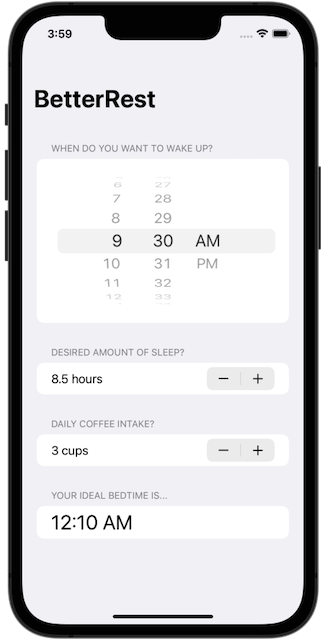 3:59
BetterRest
WHEN DO YOU WANT TO WAKE UP?
6 27
7 28
8 29
9 30 AM
10 31 PM
11 32
12 33
DESIRED AMOUNT OF SLEEP?
8.5 hours − +
DAILY COFFEE INTAKE?
3 cups − +
YOUR IDEAL BEDTIME IS...
12:10 AM